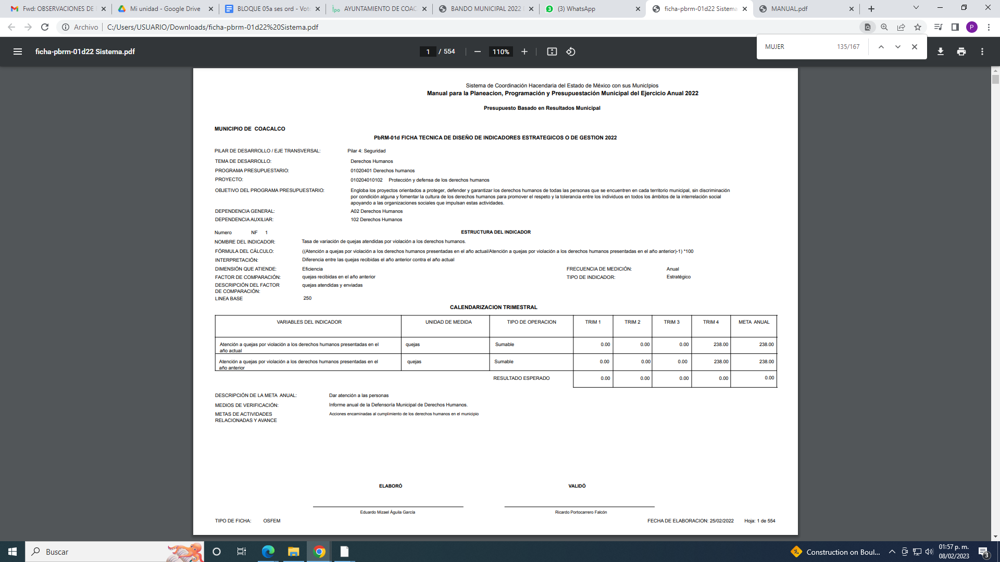 Fwd: OBSERVACIONES DE
Mi unidad - Google Drive
BLOQUE 05a ses ord - Vot
AYUNTAMIENTO DE COAC
BANDO MUNICIPAL 2022
(3) WhatsApp
ficha-pbrm-01d22 Sistema
MANUAL.pdf
Archivo
C:/Users/USUARIO/Downloads/ficha-pbrm-01d22%20Sistema.pdf
P
ficha-pbrm-01d22 Sistema.pdf
1 / 554
110%
MUJER 135/167
Sistema de Coordinación Hacendaria del Estado de México con sus MunicIpios
Manual para la Planeacion, Programación y Presupuestación Municipal del Ejercicio Anual 2022
Presupuesto Basado en Resultados Municipal
MUNICIPIO DE COACALCO
PbRM-01d FICHA TECNICA DE DISEÑO DE INDICADORES ESTRATEGICOS O DE GESTION 2022
PILAR DE DESARROLLO / EJE TRANSVERSAL: Pilar 4: Seguridad
TEMA DE DESARROLLO: Derechos Humanos
PROGRAMA PRESUPUESTARIO: 01020401 Derechos humanos
PROYECTO: 010204010102 Protección y defensa de los derechos humanos
OBJETIVO DEL PROGRAMA PRESUPUESTARIO: Engloba los proyectos orientados a proteger, defender y garantizar los derechos humanos de todas las personas que se encuentren en cada territorio municipal, sin discriminación
por condición alguna y fomentar la cultura de los derechos humanos para promover el respeto y la tolerancia entre los individuos en todos los ámbitos de la interrelación social
apoyando a las organizaciones sociales que impulsan estas actividades.
DEPENDENCIA GENERAL: A02 Derechos Humanos
DEPENDENCIA AUXILIAR: 102 Derechos Humanos
Numero NF 1 ESTRUCTURA DEL INDICADOR
NOMBRE DEL INDICADOR: Tasa de variación de quejas atendidas por violación a los derechos humanos.
FÓRMULA DEL CÁLCULO: ((Atención a quejas por violación a los derechos humanos presentadas en el año actual/Atención a quejas por violación a los derechos humanos presentadas en el año anterior)-1) *100
INTERPRETACIÓN: Diferencia entre las quejas recibidas el año anterior contra el año actual
DIMENSIÓN QUE ATIENDE: Eficiencia FRECUENCIA DE MEDICIÓN: Anual
FACTOR DE COMPARACIÓN: quejas recibidas en el año anterior TIPO DE INDICADOR: Estratégico
DESCRIPCIÓN DEL FACTOR quejas atendidas y enviadas
DE COMPARACIÓN:
LINEA BASE 250
CALENDARIZACION TRIMESTRAL
VARIABLES DEL INDICADOR UNIDAD DE MEDIDA TIPO DE OPERACION TRIM 1 TRIM 2 TRIM 3 TRIM 4 META ANUAL
Atención a quejas por violación a los derechos humanos presentadas en el quejas Sumable 0.00 0.00 0.00 238.00 238.00
año actual
Atención a quejas por violación a los derechos humanos presentadas en el quejas Sumable 0.00 0.00 0.00 238.00 238.00
año anterior
RESULTADO ESPERADO 0.00 0.00 0.00 0.00 0.00
DESCRIPCIÓN DE LA META ANUAL: Dar atención a las personas
MEDIOS DE VERIFICACIÓN: Informe anual de la Defensoría Municipal de Derechos Humanos.
METAS DE ACTIVIDADES Acciones encaminadas al cumplimiento de los derechos humanos en el municipio
RELACIONADAS Y AVANCE
ELABORÓ VALIDÓ
Eduardo Mizael Águila García Ricardo Portocarrero Falcón
TIPO DE FICHA: OSFEM FECHA DE ELABORACION: 25/02/2022 Hoja: 1 de 554
Buscar
Construction on Boul...
01:57 p. m.
08/02/2023
3